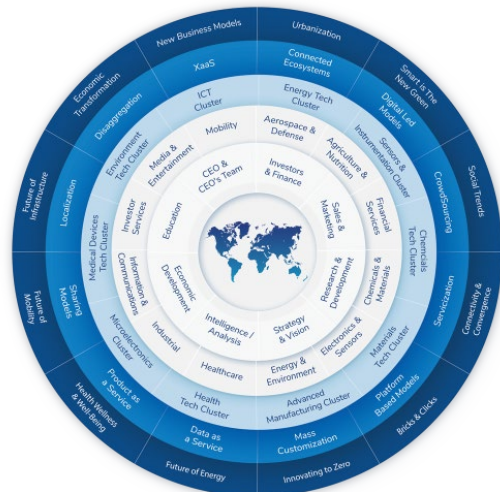 New Business Models
Urbanization
Smart is The
New Green
Social Trends
Connectivity &
Convergence
Bricks & Clicks
Innovating to Zero
Future of Energy
Health Wellness
& Well-Being
Future of
Mobility
Future of
Infrastructure
Economic
Transformation
XaaS
Connected
Ecosystems
Digital Led
Models
CrowdSourcing
Servicization
Platform
Based Models
Mass
Customization
Data as
a Service
Product as
a Service
Sharing
Models
Localization
Disaggregation
ICT
Cluster
Energy Tech
Cluster
Sensors &
Instrumentation Cluster
Chemcials
Tech Cluster
Materials
Tech Cluster
Advanced
Manufacturing Cluster
Health
Tech Cluster
Microelectronics
Cluster
Medical Devices
Tech Cluster
Environment
Tech Cluster
Mobility
Aerospace &
Defense
Agriculture &
Nutrition
Financial
Services
Chemicals &
Materials
Electronics &
Sensors
Energy &
Environment
Healthcare
Industrial
Information &
Communications
Investor
Services
Media &
Entertainment
CEO &
CEO's Team
Investors
& Finance
Sales &
Marketing
Research &
Development
Strategy
& Vision
Intelligence /
Analysis
Economic
Development
Education